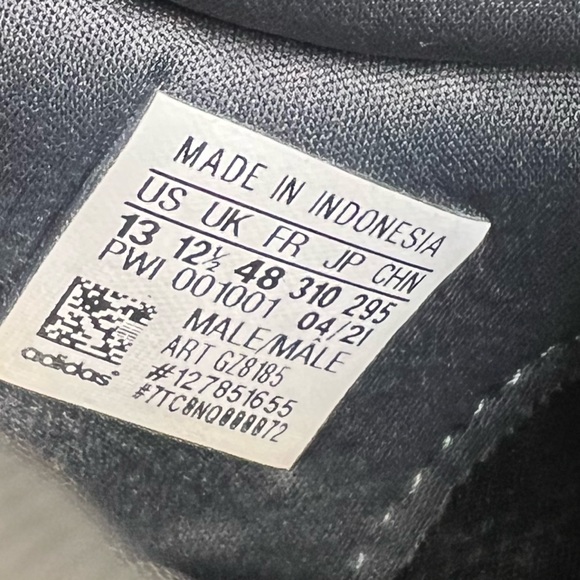 MADE IN INDONESIA
US UK FR JP CHN
13 12½ 48 310 295
PWI 001001 04/21
MALE/MÂLE
ART GZ8185
#127851655
adidas